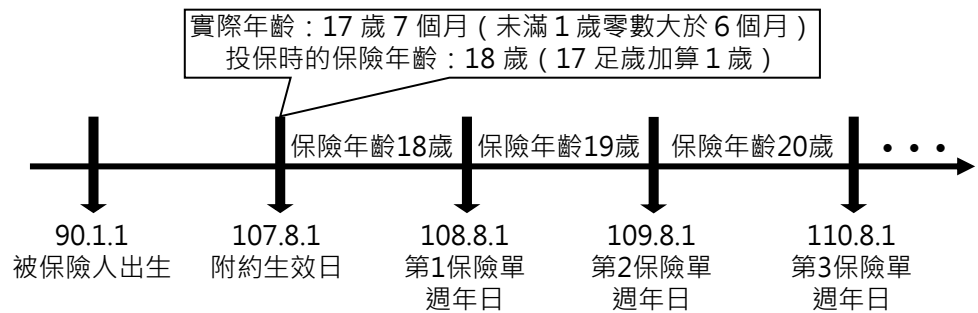 實際年齡：17 歲 7 個月（未滿 1 歲零數大於 6 個月）
投保時的保險年齡：18 歲（17 足歲加算 1 歲）
保險年齡18歲 保險年齡19歲 保險年齡20歲 • • •
90.1.1 107.8.1 108.8.1 109.8.1 110.8.1
被保險人出生 附約生效日 第1保險單 第2保險單 第3保險單
週年日 週年日 週年日